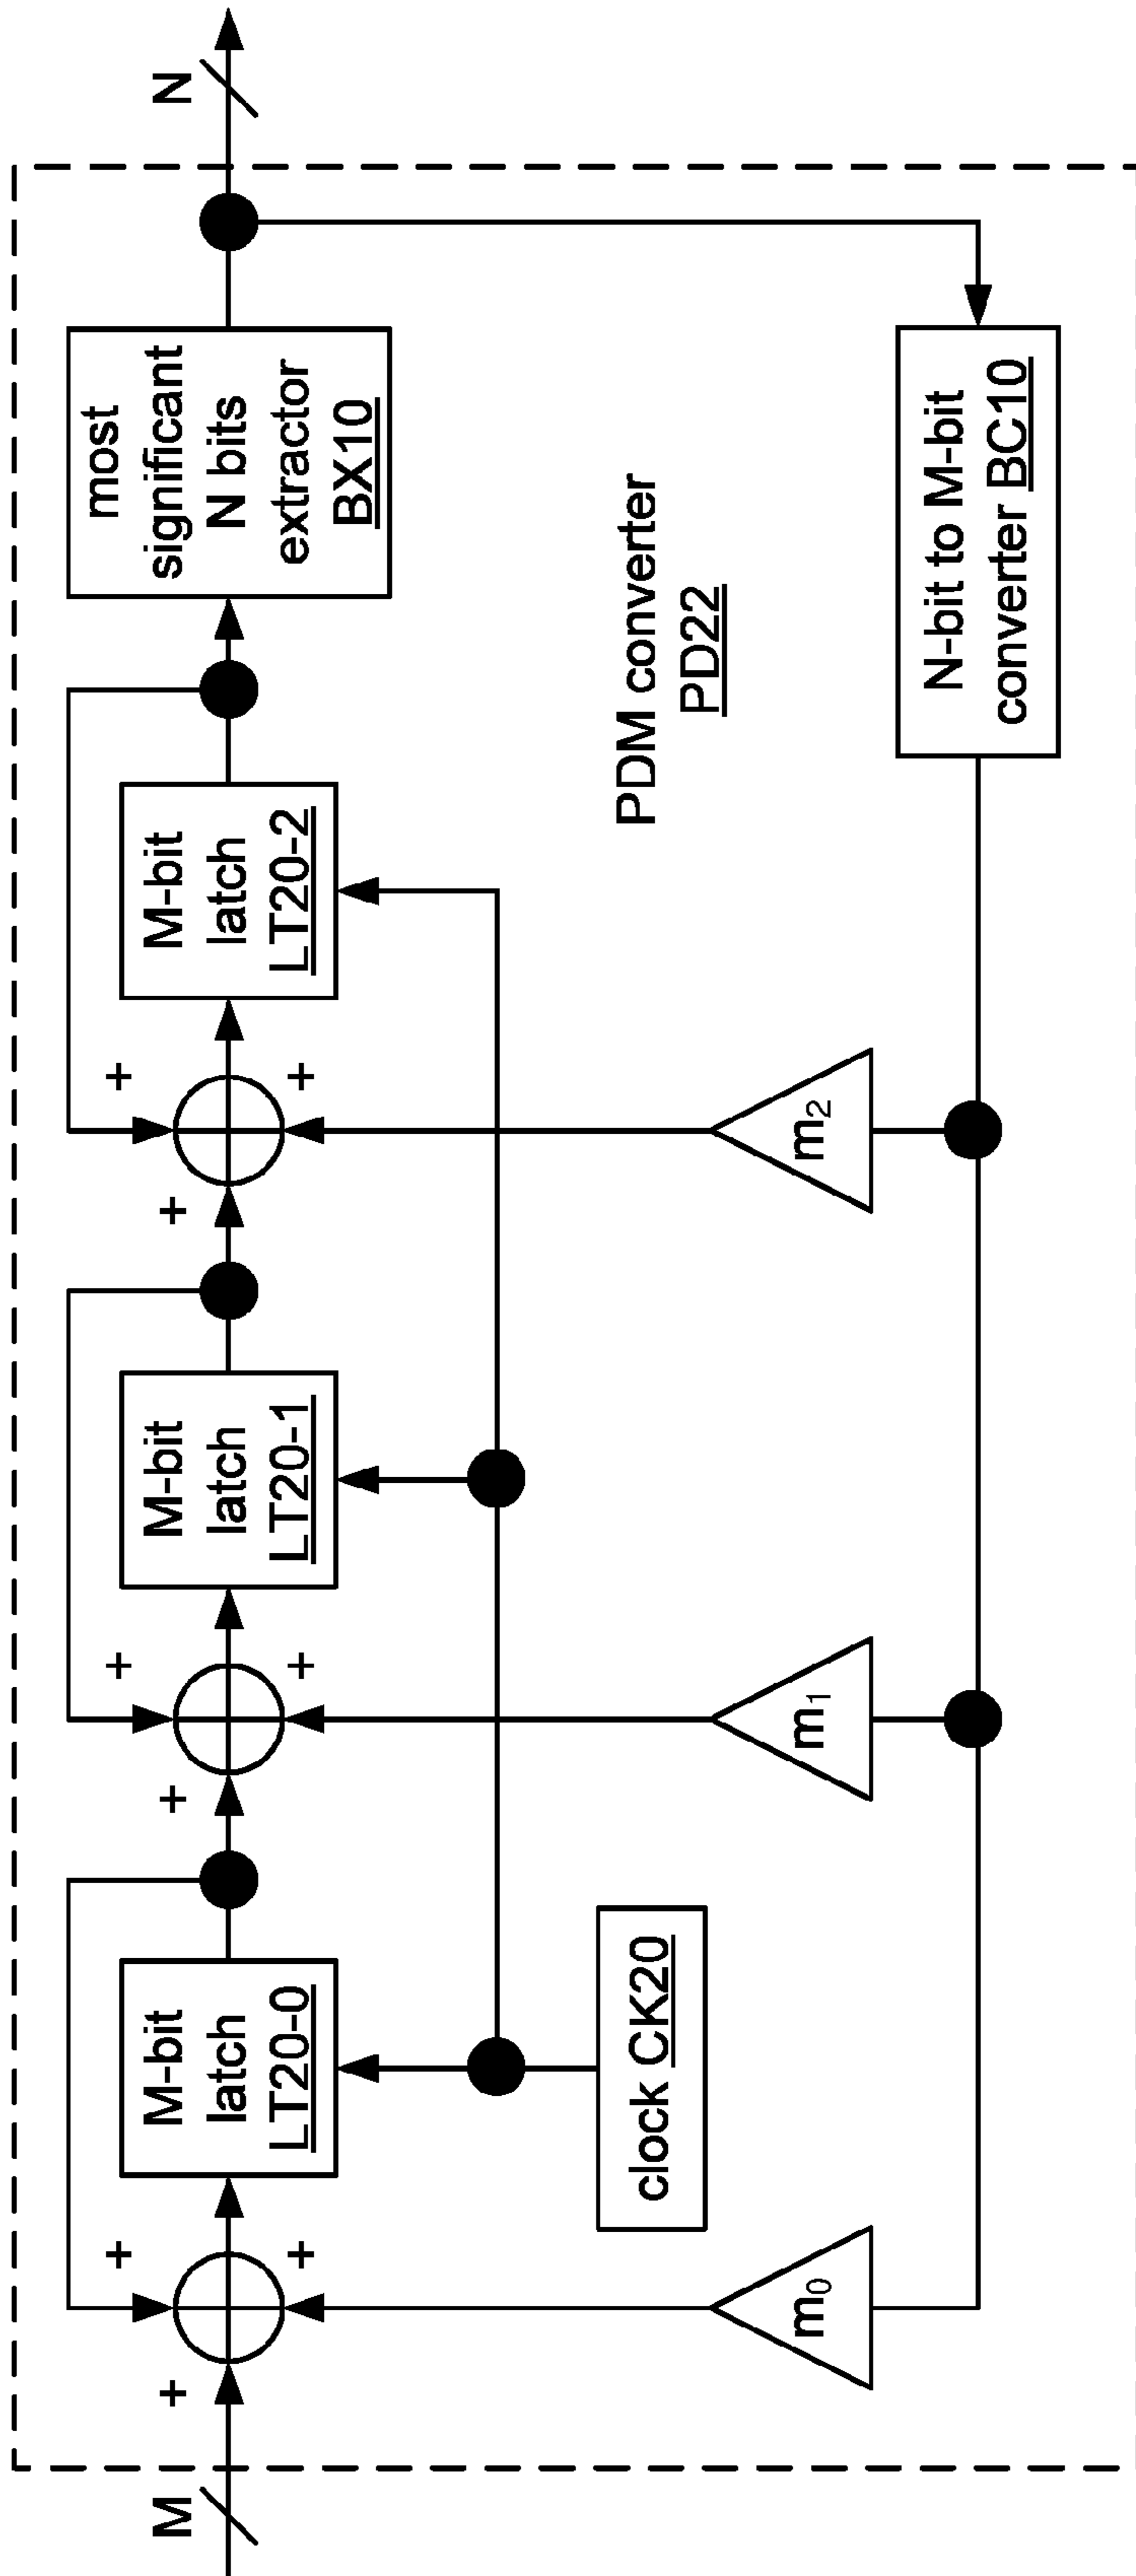 M
+
+
+
M-bit
latch
LT20-0
+
+
+
M-bit
latch
LT20-1
+
+
+
M-bit
latch
LT20-2
most
significant
N bits
extractor
BX10
N
clock CK20
PDM converter
PD22
m₀
m₁
m₂
N-bit to M-bit
converter BC10